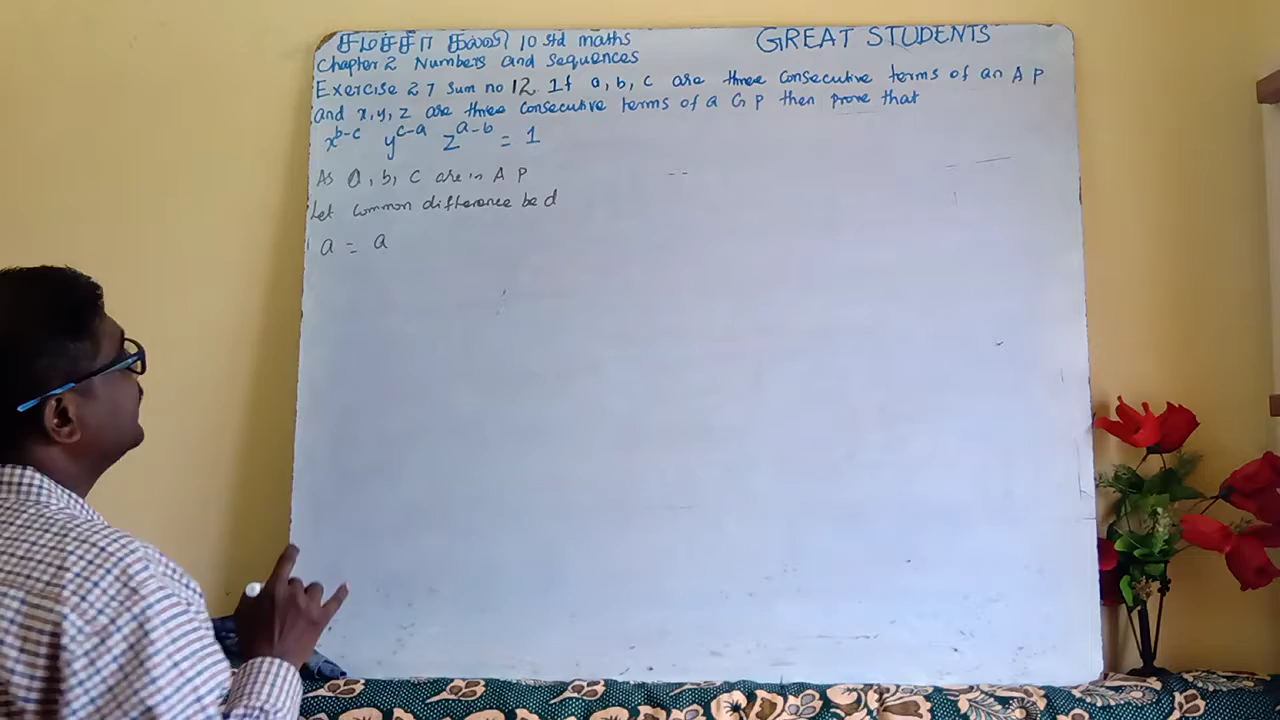 சமச்சீர் கல்வி 10 std maths
GREAT STUDENTS
Chapter 2 Numbers and Sequences
Exercise 2 7 Sum no 12. If a, b, c are three Consecutive terms of an A P
and x, y, z are three Consecutive terms of a G P then prove that
x^{b-c} y^{c-a} z^{a-b} = 1
As a, b, c are in A P
Let Common difference be d
a = a